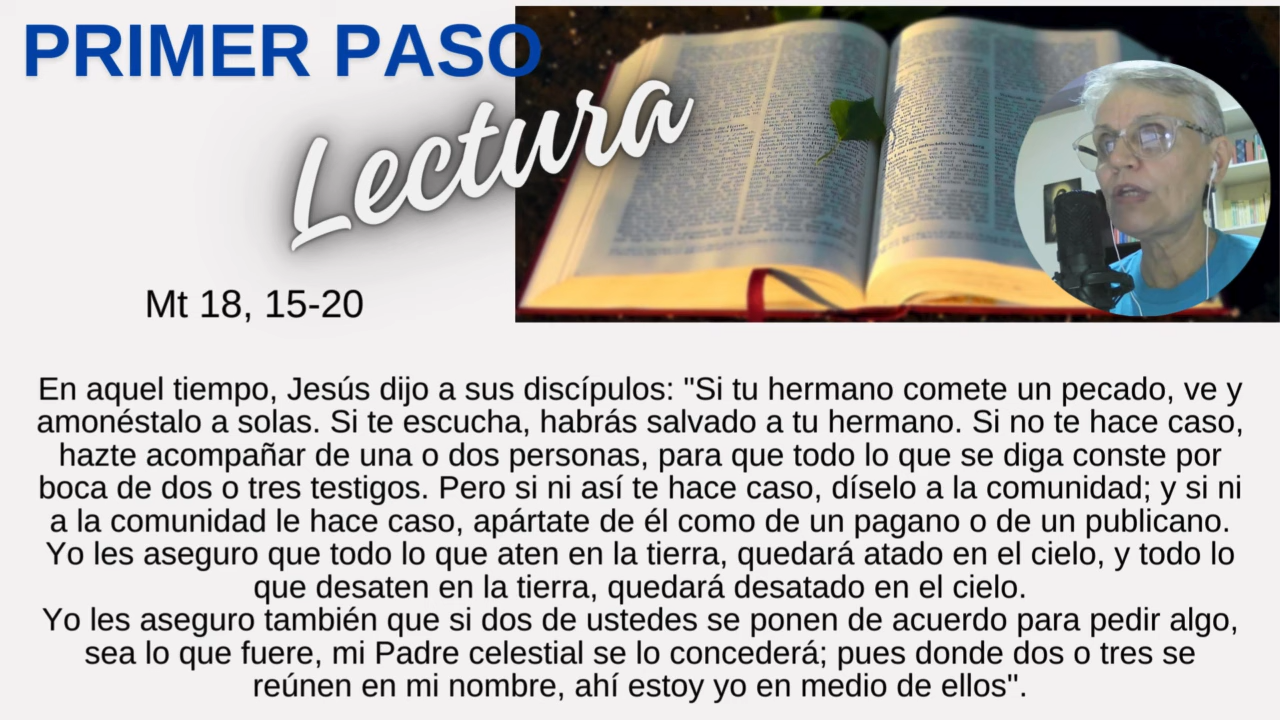 PRIMER PASO
Lectura
Mt 18, 15-20
En aquel tiempo, Jesús dijo a sus discípulos: "Si tu hermano comete un pecado, ve y
amonéstalo a solas. Si te escucha, habrás salvado a tu hermano. Si no te hace caso,
hazte acompañar de una o dos personas, para que todo lo que se diga conste por
boca de dos o tres testigos. Pero si ni así te hace caso, díselo a la comunidad; y si ni
a la comunidad le hace caso, apártate de él como de un pagano o de un publicano.
Yo les aseguro que todo lo que aten en la tierra, quedará atado en el cielo, y todo lo
que desaten en la tierra, quedará desatado en el cielo.
Yo les aseguro también que si dos de ustedes se ponen de acuerdo para pedir algo,
sea lo que fuere, mi Padre celestial se lo concederá; pues donde dos o tres se
reúnen en mi nombre, ahí estoy yo en medio de ellos".